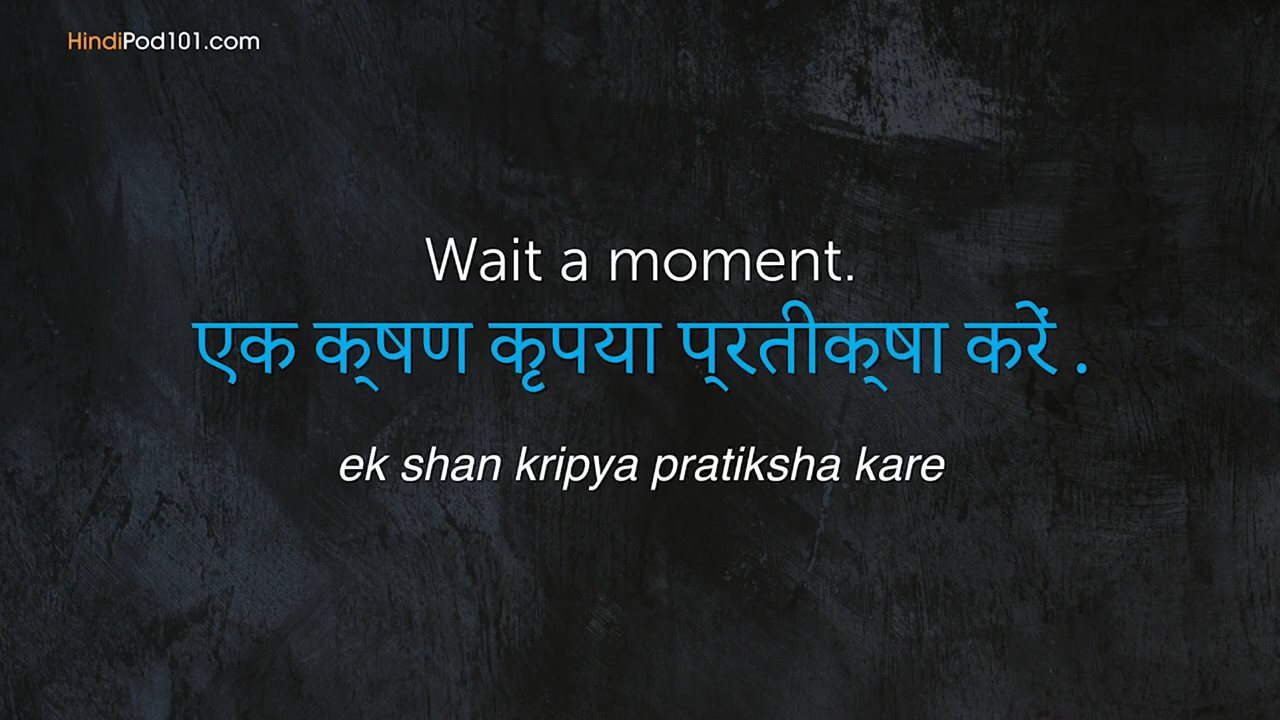 HindiPod101.com
Wait a moment.
एक क्षण कृपया प्रतीक्षा करें .
ek shan kripya pratiksha kare